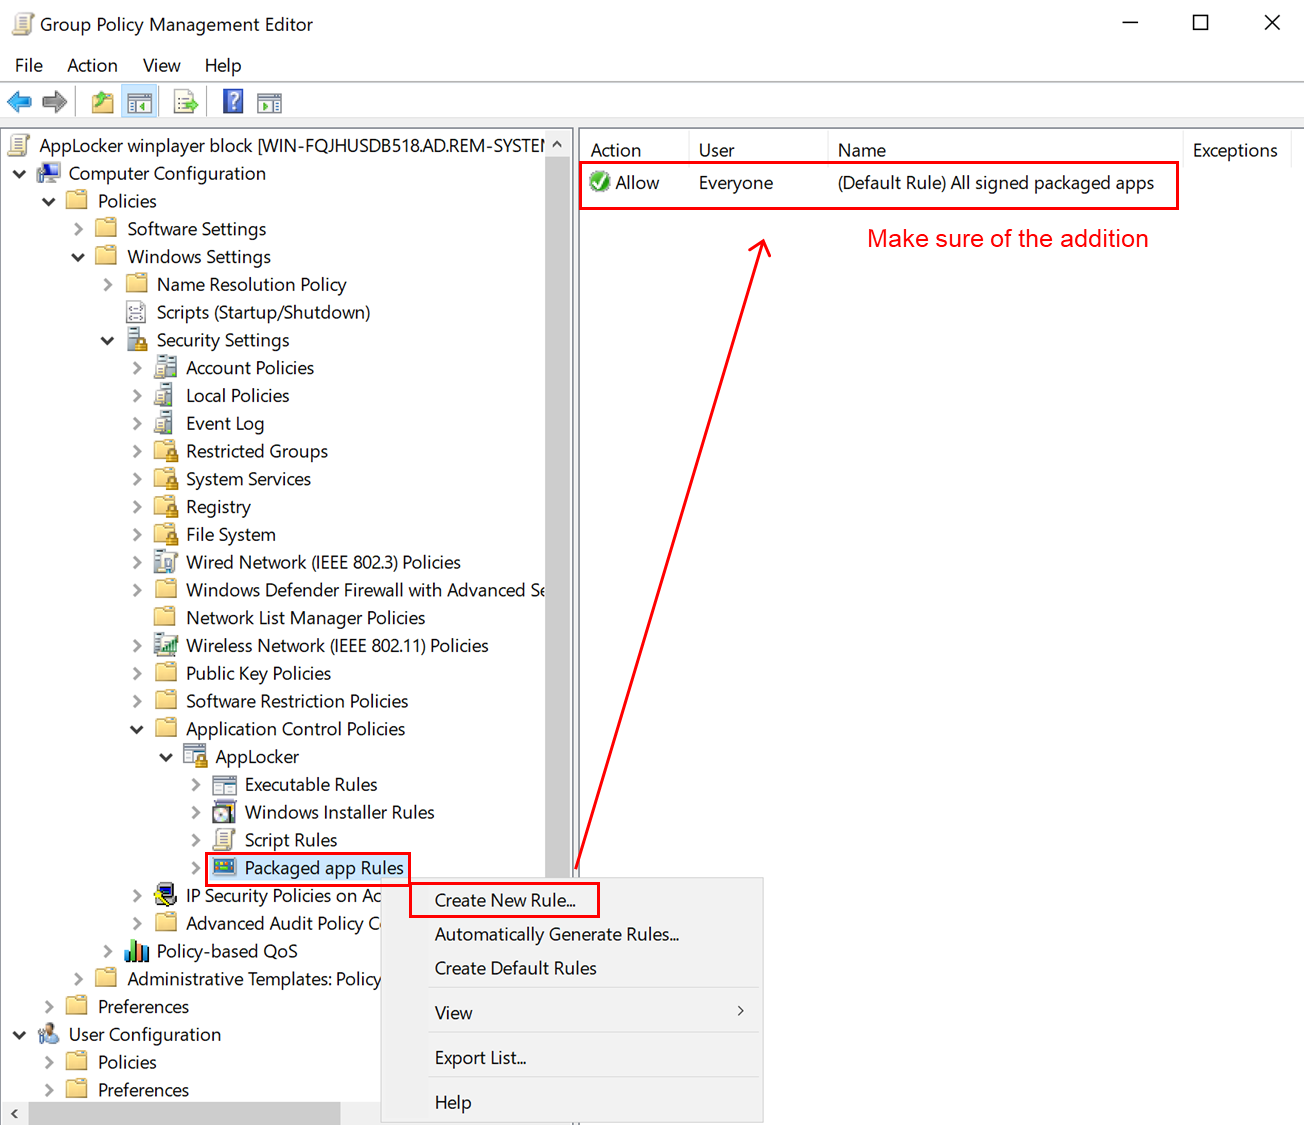 Group Policy Management Editor
File Action View Help
AppLocker winplayer block [WIN-FQJHUSDB518.AD.REM-SYSTEM
Computer Configuration
Policies
Software Settings
Windows Settings
Name Resolution Policy
Scripts (Startup/Shutdown)
Security Settings
Account Policies
Local Policies
Event Log
Restricted Groups
System Services
Registry
File System
Wired Network (IEEE 802.3) Policies
Windows Defender Firewall with Advanced Se
Network List Manager Policies
Wireless Network (IEEE 802.11) Policies
Public Key Policies
Software Restriction Policies
Application Control Policies
AppLocker
Executable Rules
Windows Installer Rules
Script Rules
Packaged app Rules
IP Security Policies on Ac
Advanced Audit Policy C
Policy-based QoS
Administrative Templates: Policy
Preferences
User Configuration
Policies
Preferences
Action User Name Exceptions
Allow Everyone (Default Rule) All signed packaged apps
Make sure of the addition
Create New Rule...
Automatically Generate Rules...
Create Default Rules
View
Export List...
Help